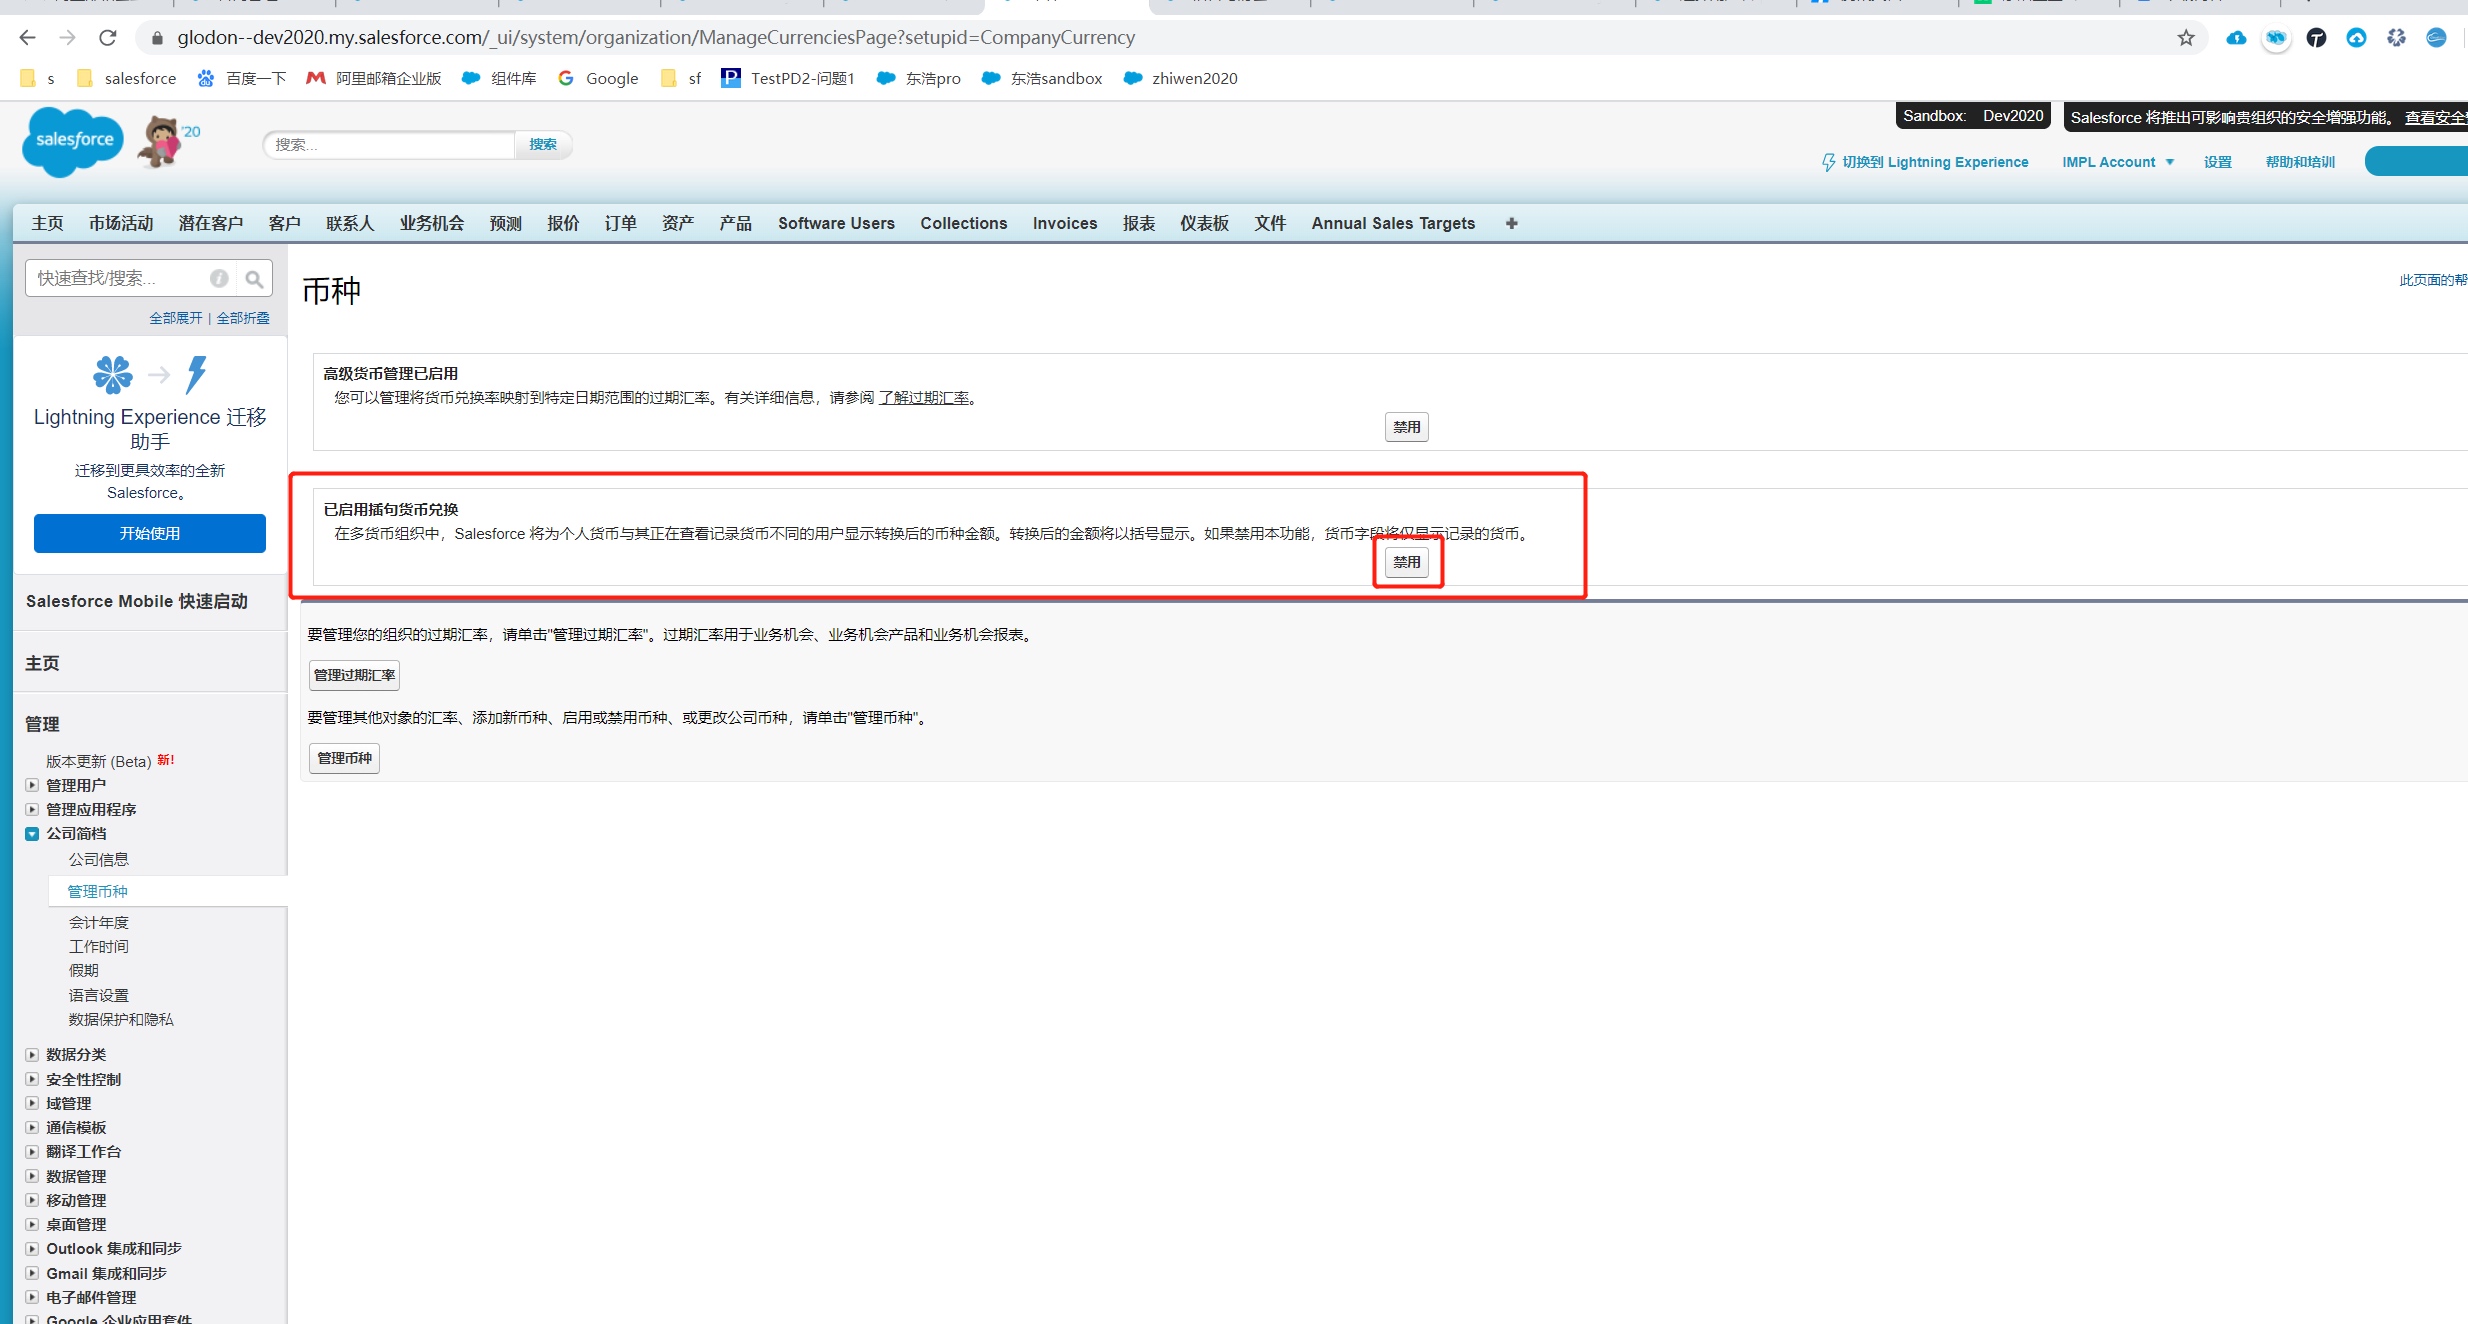 glodon--dev2020.my.salesforce.com/_ui/system/organization/ManageCurrenciesPage?setupid=CompanyCurrency
s salesforce 百度一下 阿里邮箱企业版 组件库 Google sf TestPD2-问题1 东浩pro 东浩sandbox zhiwen2020
salesforce '20 搜索... 搜索
Sandbox: Dev2020 Salesforce 将推出可影响贵组织的安全增强功能。 查看安全
切换到 Lightning Experience IMPL Account 设置 帮助和培训
主页 市场活动 潜在客户 客户 联系人 业务机会 预测 报价 订单 资产 产品 Software Users Collections Invoices 报表 仪表板 文件 Annual Sales Targets
快速查找/搜索...
全部展开 | 全部折叠
Lightning Experience 迁移
助手
迁移到更具效率的全新
Salesforce。
开始使用
Salesforce Mobile 快速启动
主页
管理
版本更新 (Beta) 新!
管理用户
管理应用程序
公司简档
公司信息
管理币种
会计年度
工作时间
假期
语言设置
数据保护和隐私
数据分类
安全性控制
域管理
通信模板
翻译工作台
数据管理
移动管理
桌面管理
Outlook 集成和同步
Gmail 集成和同步
电子邮件管理
Google 企业应用套件
币种
此页面的帮
高级货币管理已启用
您可以管理将货币兑换率映射到特定日期范围的过期汇率。有关详细信息，请参阅 了解过期汇率。
禁用
已启用插句货币兑换
在多货币组织中，Salesforce 将为个人货币与其正在查看记录货币不同的用户显示转换后的币种金额。转换后的金额将以括号显示。如果禁用本功能，货币字段将仅显示记录的货币。
禁用
要管理您的组织的过期汇率，请单击"管理过期汇率"。过期汇率用于业务机会、业务机会产品和业务机会报表。
管理过期汇率
要管理其他对象的汇率、添加新币种、启用或禁用币种、或更改公司币种，请单击"管理币种"。
管理币种